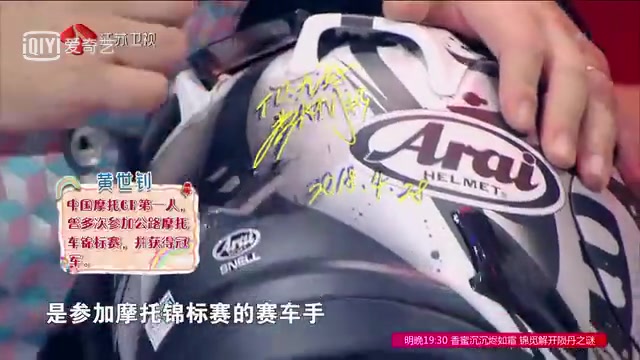 iQIYI 爱奇艺
江苏卫视
2018.4.28
Arai
HELMET
黄世钊
中国摩托GP第一人,
曾多次参加公路摩托
车锦标赛,并获得冠
军。
Arai
SNELL
是参加摩托锦标赛的赛车手
明晚19:30 香蜜沉沉烬如霜 锦觅解开陨丹之谜